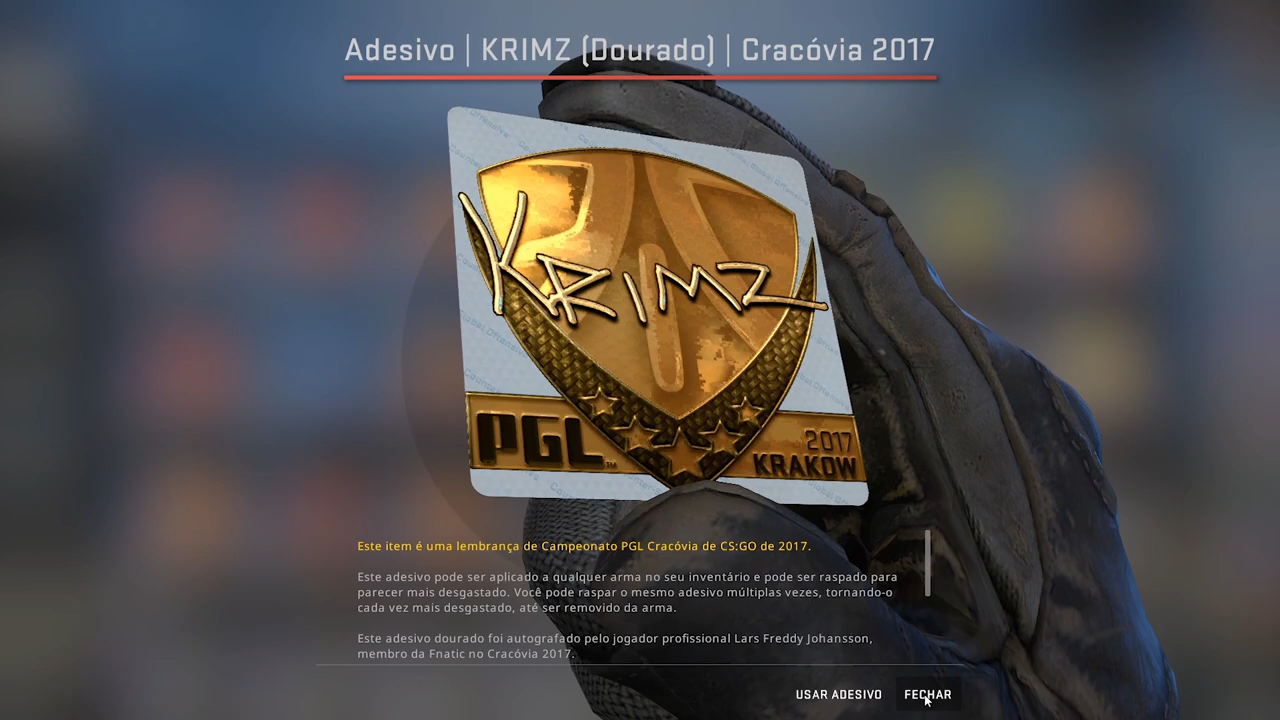 Adesivo | KRIMZ (Dourado) | Cracóvia 2017
KRIMZ
PGL™
2017
KRAKOW
Este item é uma lembrança de Campeonato PGL Cracóvia de CS:GO de 2017.
Este adesivo pode ser aplicado a qualquer arma no seu inventário e pode ser raspado para
parecer mais desgastado. Você pode raspar o mesmo adesivo múltiplas vezes, tornando-o
cada vez mais desgastado, até ser removido da arma.
Este adesivo dourado foi autografado pelo jogador profissional Lars Freddy Johansson,
membro da Fnatic no Cracóvia 2017.
USAR ADESIVO FECHAR